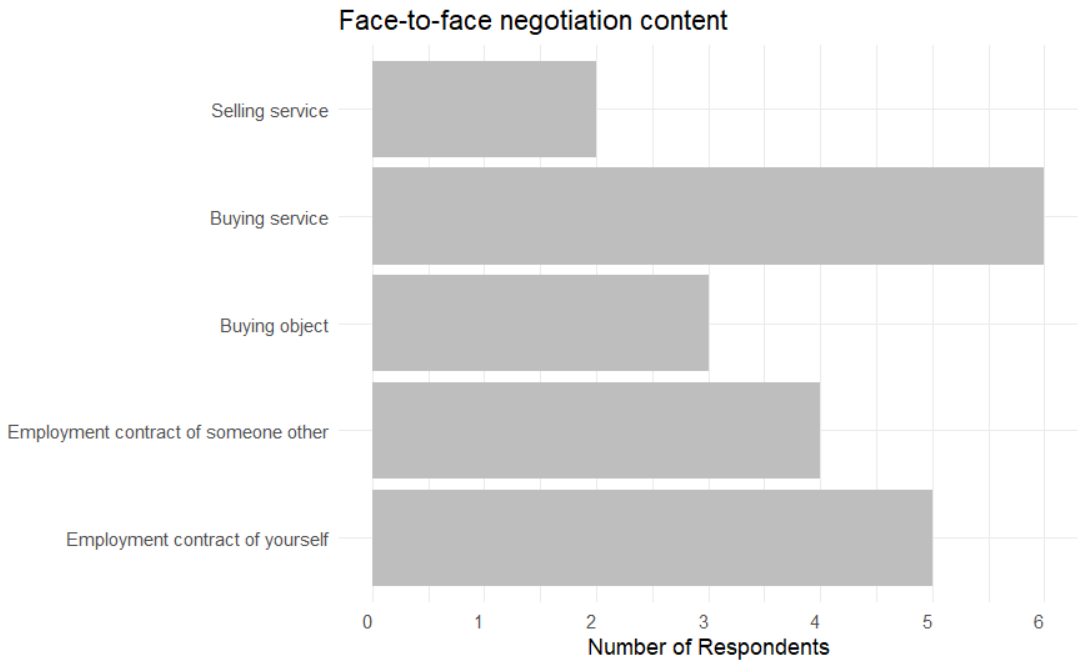 Face-to-face negotiation content
Selling service
Buying service
Buying object
Employment contract of someone other
Employment contract of yourself
0 1 2 3 4 5 6
Number of Respondents